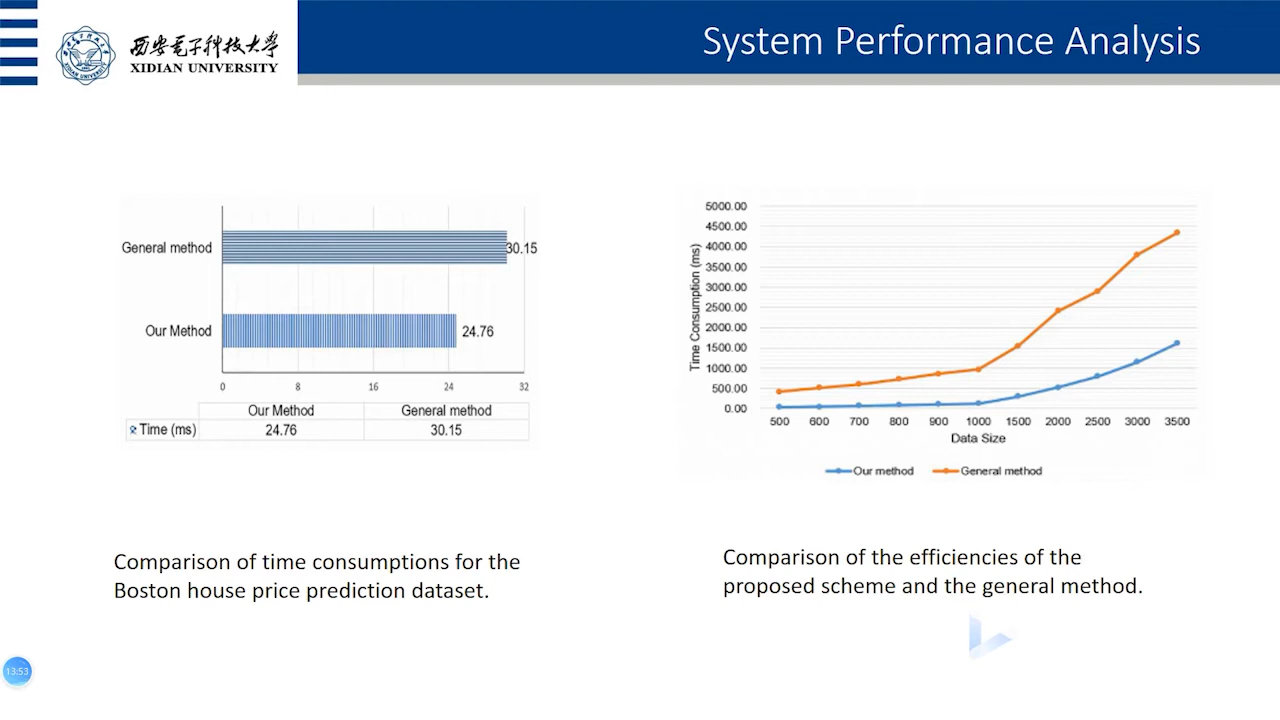 西安电子科技大学
XIDIAN UNIVERSITY
System Performance Analysis
General method
30.15
Our Method
24.76
0 8 16 24 32
Our Method General method
Time (ms) 24.76 30.15
Comparison of time consumptions for the
Boston house price prediction dataset.
5000.00
4500.00
4000.00
3500.00
3000.00
2500.00
2000.00
1500.00
1000.00
500.00
0.00
Time Consumption (ms)
500 600 700 800 900 1000 1500 2000 2500 3000 3500
Data Size
Our method General method
Comparison of the efficiencies of the
proposed scheme and the general method.
13:53